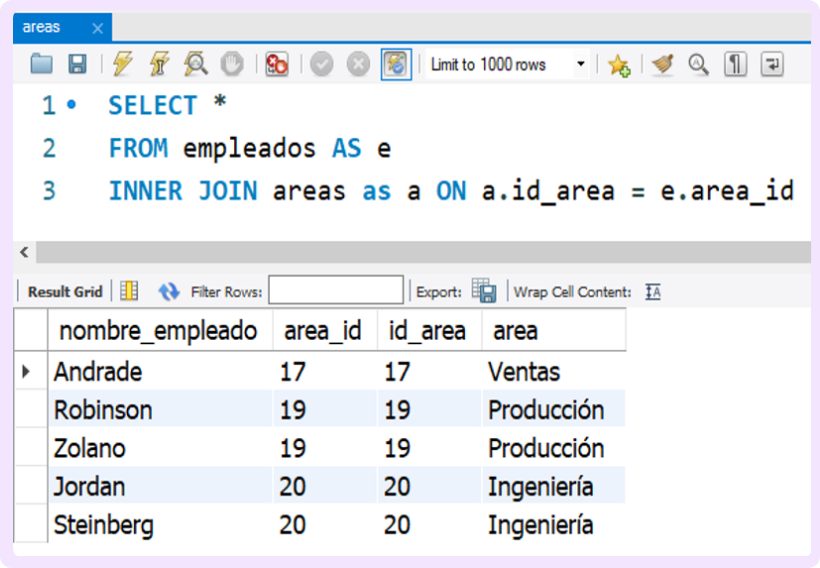 areas
Limit to 1000 rows
1 SELECT *
2 FROM empleados AS e
3 INNER JOIN areas as a ON a.id_area = e.area_id
Result Grid Filter Rows: Export: Wrap Cell Content:
nombre_empleado area_id id_area area
Andrade 17 17 Ventas
Robinson 19 19 Producción
Zolano 19 19 Producción
Jordan 20 20 Ingeniería
Steinberg 20 20 Ingeniería